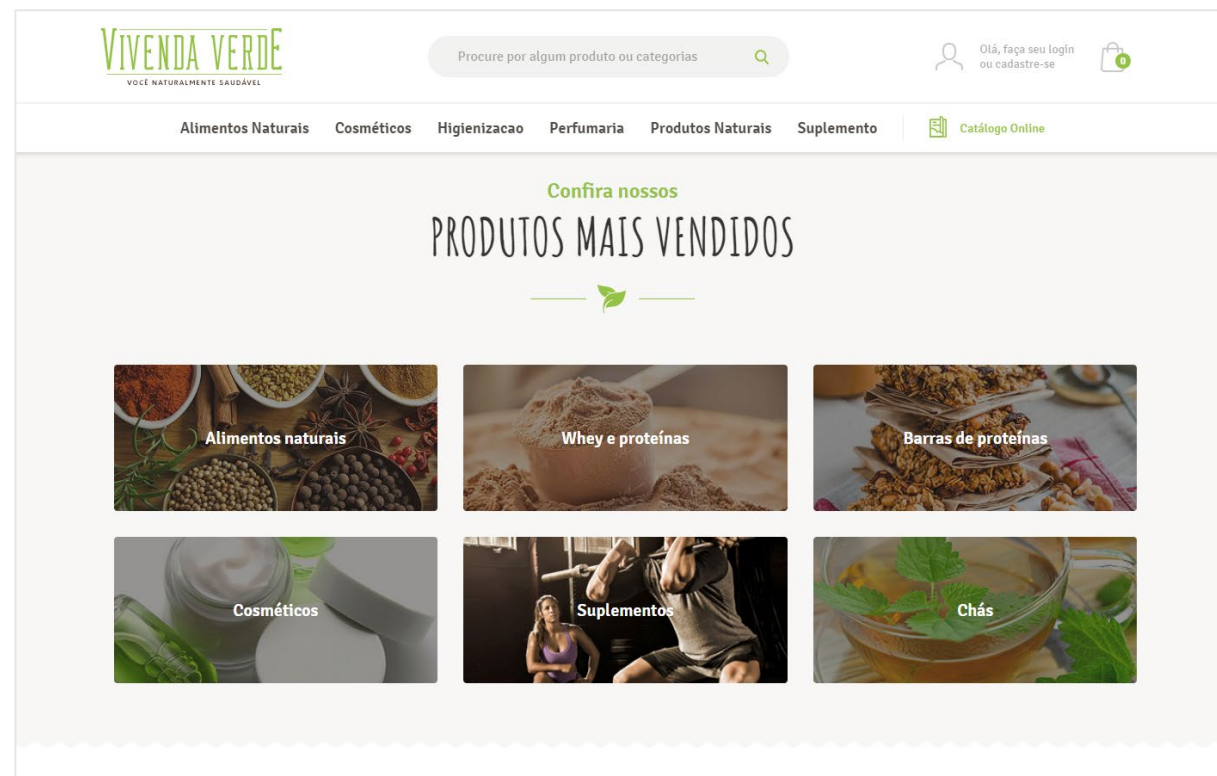 VIVENDA VERDE
VOCÊ NATURALMENTE SAUDÁVEL
Procure por algum produto ou categorias
Olá, faça seu login
ou cadastre-se
0
Alimentos Naturais Cosméticos Higienizacao Perfumaria Produtos Naturais Suplemento Catálogo Online
Confira nossos
PRODUTOS MAIS VENDIDOS
Alimentos naturais
Whey e proteínas
Barras de proteínas
Cosméticos
Suplementos
Chás